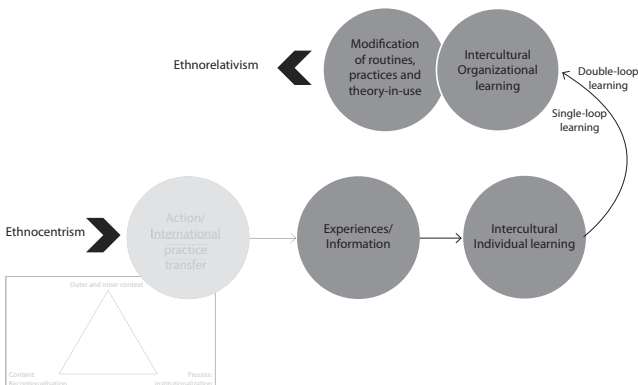 Ethnorelativism
Modification
of routines,
practices and
theory-in-use
Intercultural
Organizational
learning
Double-loop
learning
Single-loop
learning
Ethnocentrism
Action/
International
practice
transfer
Experiences/
Information
Intercultural
Individual learning
Outer and inner context
Content:
Process:
Institutionalization